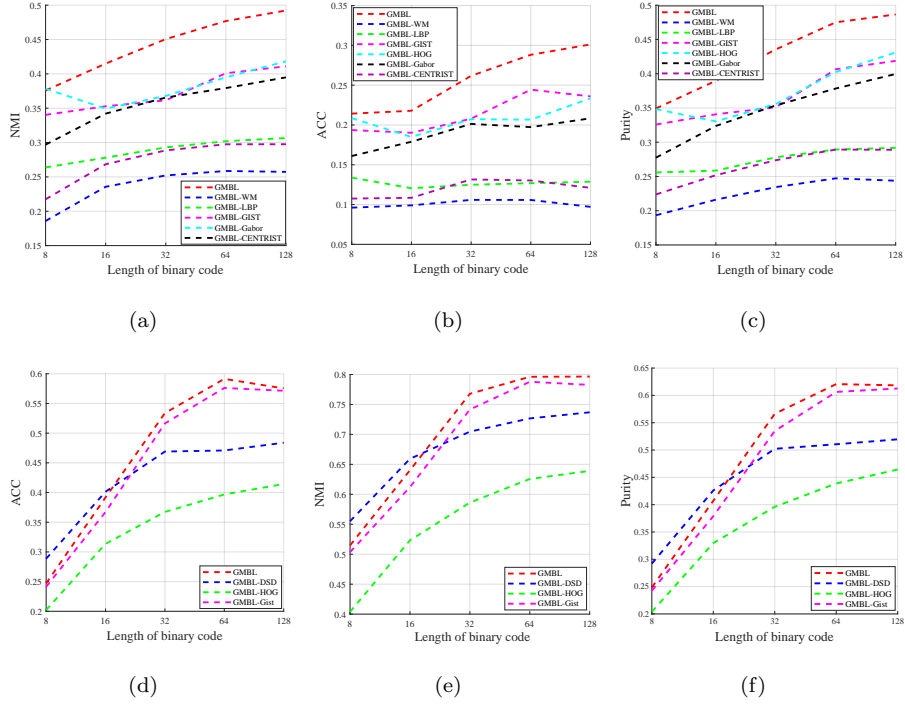 0.5
0.45
0.4
0.35
0.3
0.25
0.2
0.15
NMI
8 16 32 64 128
Length of binary code
GMBL
GMBL-WM
GMBL-LBP
GMBL-GIST
GMBL-Gabor
GMBL-CENTRIST
(a)
0.35
0.3
0.25
0.2
0.15
0.1
0.05
ACC
8 16 32 64 128
Length of binary code
GMBL
GMBL-WM
GMBL-LBP
GMBL-GIST
GMBL-HOG
GMBL-Gabor
GMBL-CENTRIST
(b)
0.5
0.45
0.4
0.35
0.3
0.25
0.2
0.15
Purity
8 16 32 64 128
Length of binary code
GMBL
GMBL-WM
GMBL-LBP
GMBL-GIST
GMBL-HOG
GMBL-Gabor
GMBL-CENTRIST
(c)
0.6
0.55
0.5
0.45
0.4
0.35
0.3
0.25
0.2
ACC
8 16 32 64 128
Length of binary code
GMBL
GMBL-DSD
GMBL-HOG
GMBL-Gist
(d)
0.8
0.75
0.7
0.65
0.6
0.55
0.5
0.45
0.4
NMI
8 16 32 64 128
Length of binary code
GMBL
GMBL-DSD
GMBL-HOG
GMBL-Gist
(e)
0.65
0.6
0.55
0.5
0.45
0.4
0.35
0.3
0.25
0.2
Purity
8 16 32 64 128
Length of binary code
GMBL
GMBL-DSD
GMBL-HOG
GMBL-Gist
(f)